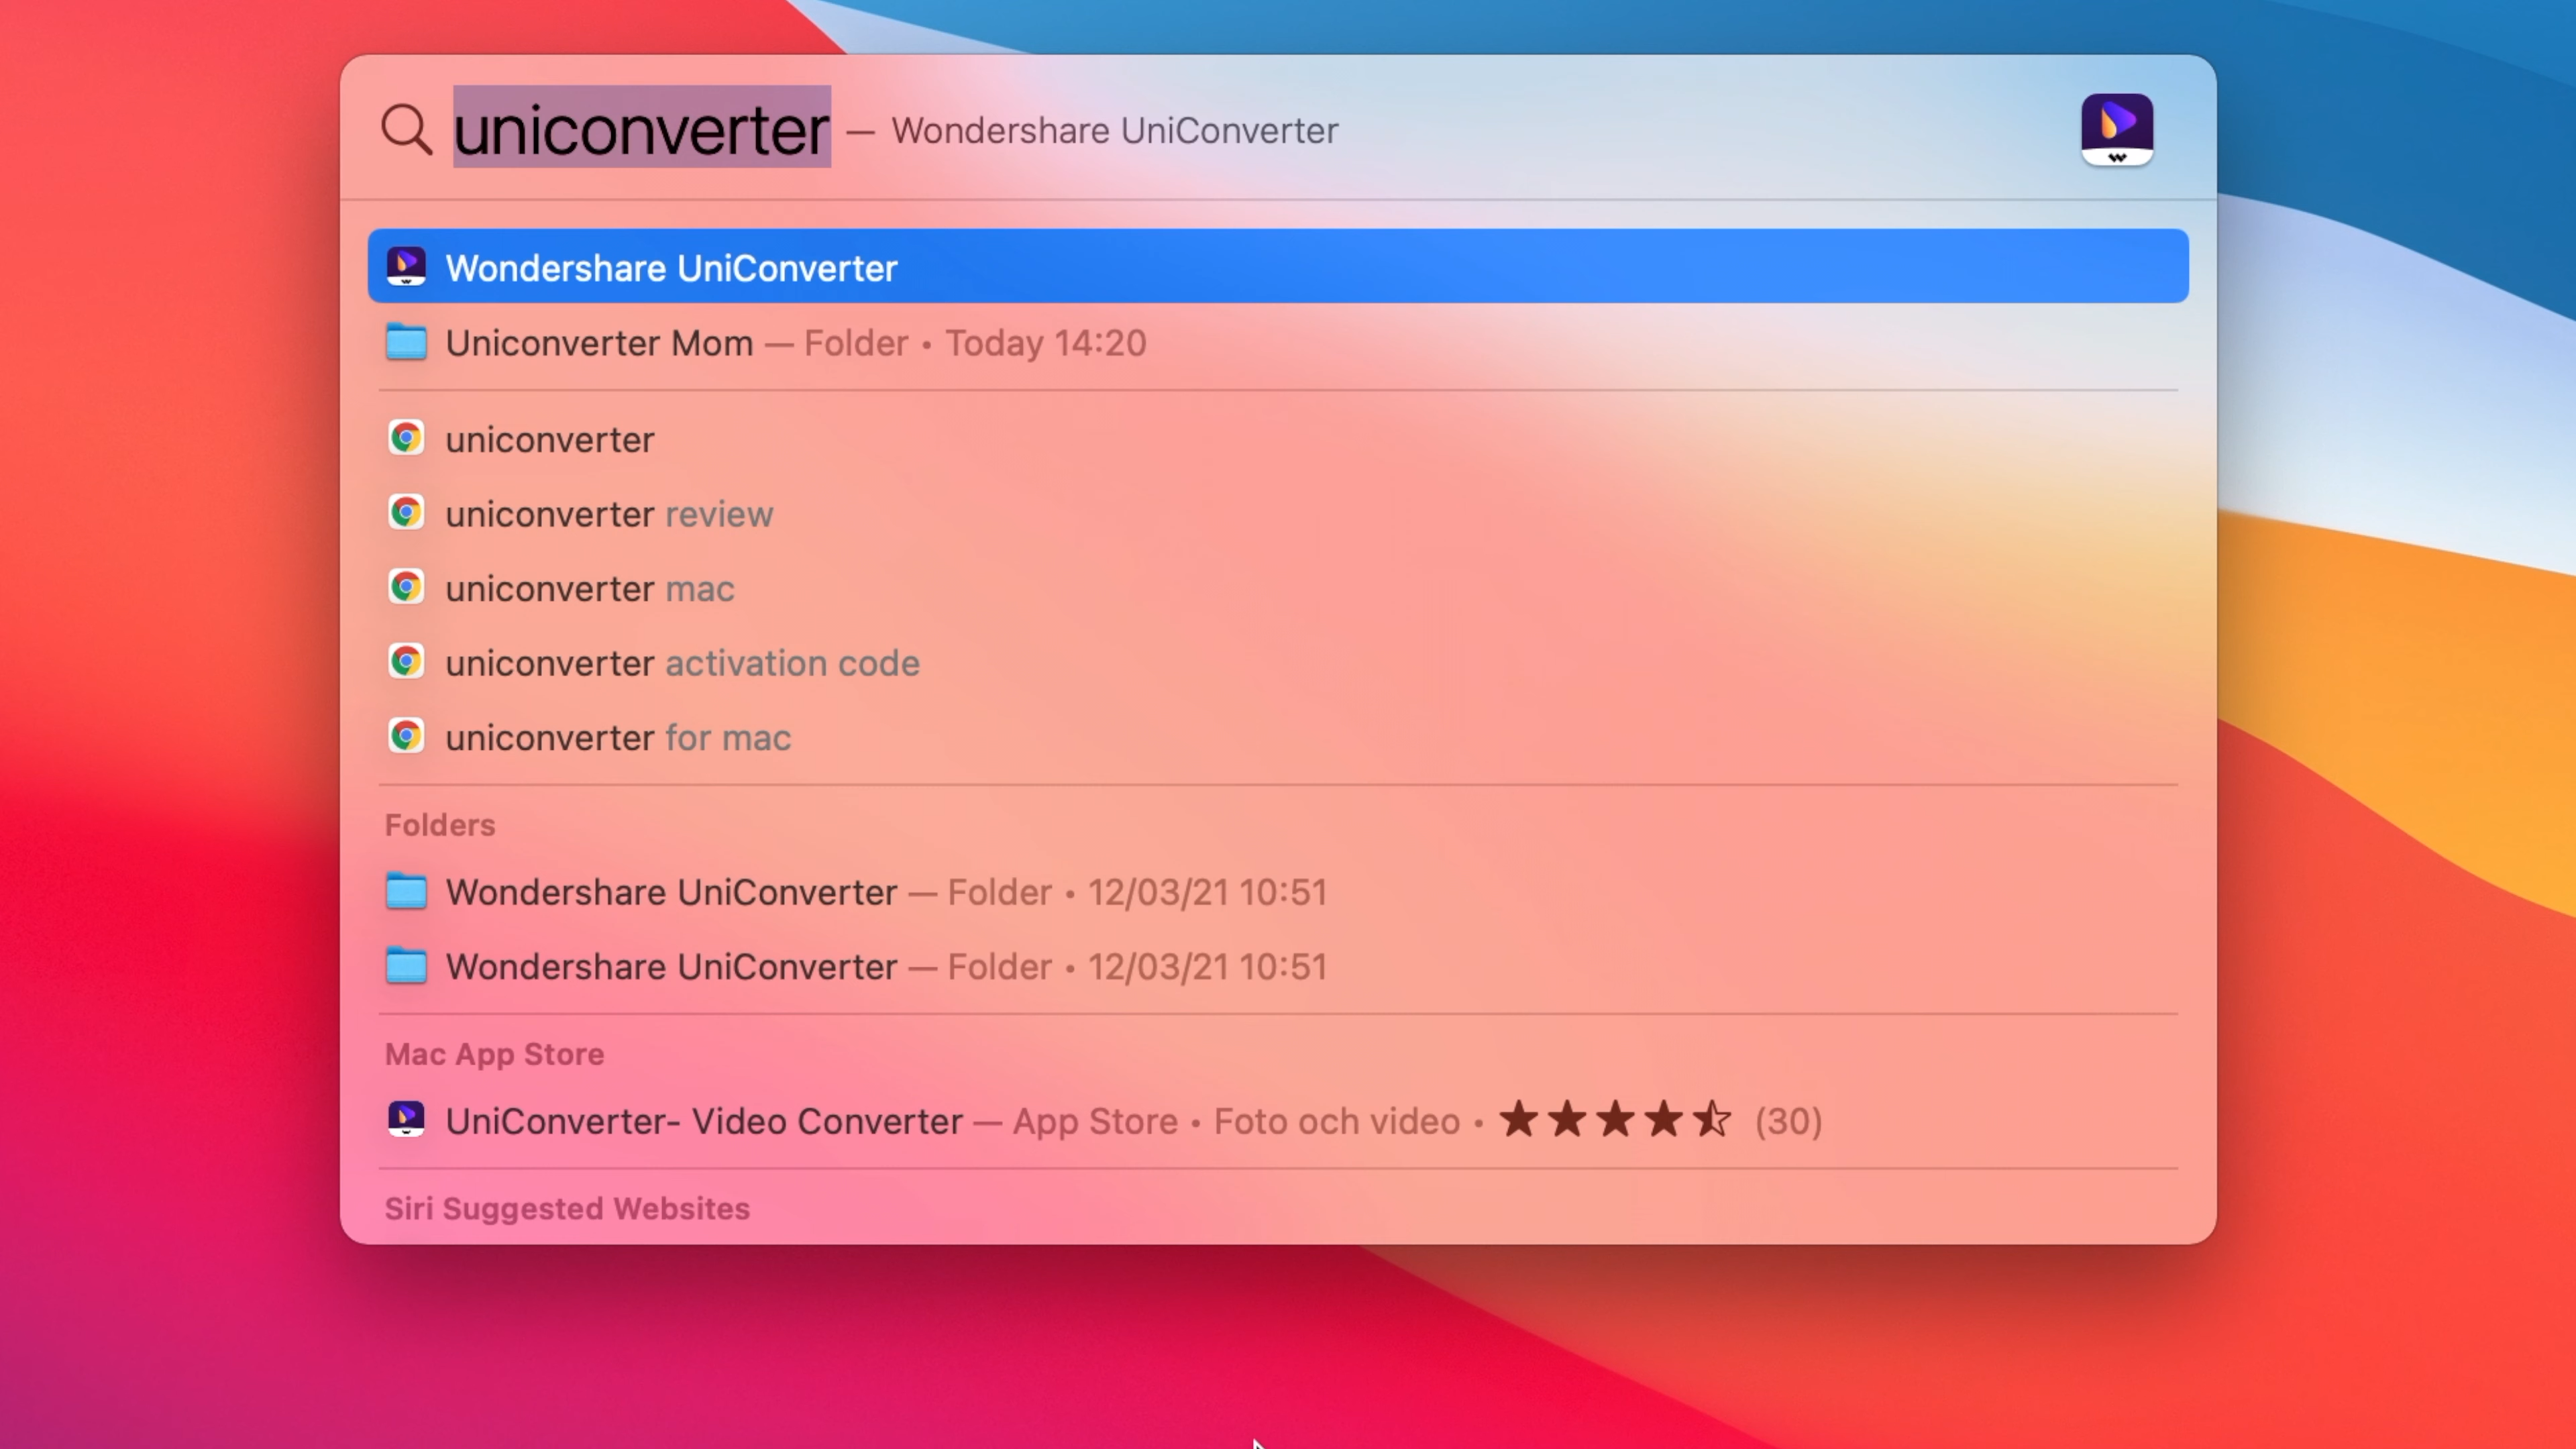 uniconverter — Wondershare UniConverter
Wondershare UniConverter
Uniconverter Mom — Folder • Today 14:20
uniconverter
uniconverter review
uniconverter mac
uniconverter activation code
uniconverter for mac
Folders
Wondershare UniConverter — Folder • 12/03/21 10:51
Wondershare UniConverter — Folder • 12/03/21 10:51
Mac App Store
UniConverter- Video Converter — App Store • Foto och video • (30)
Siri Suggested Websites